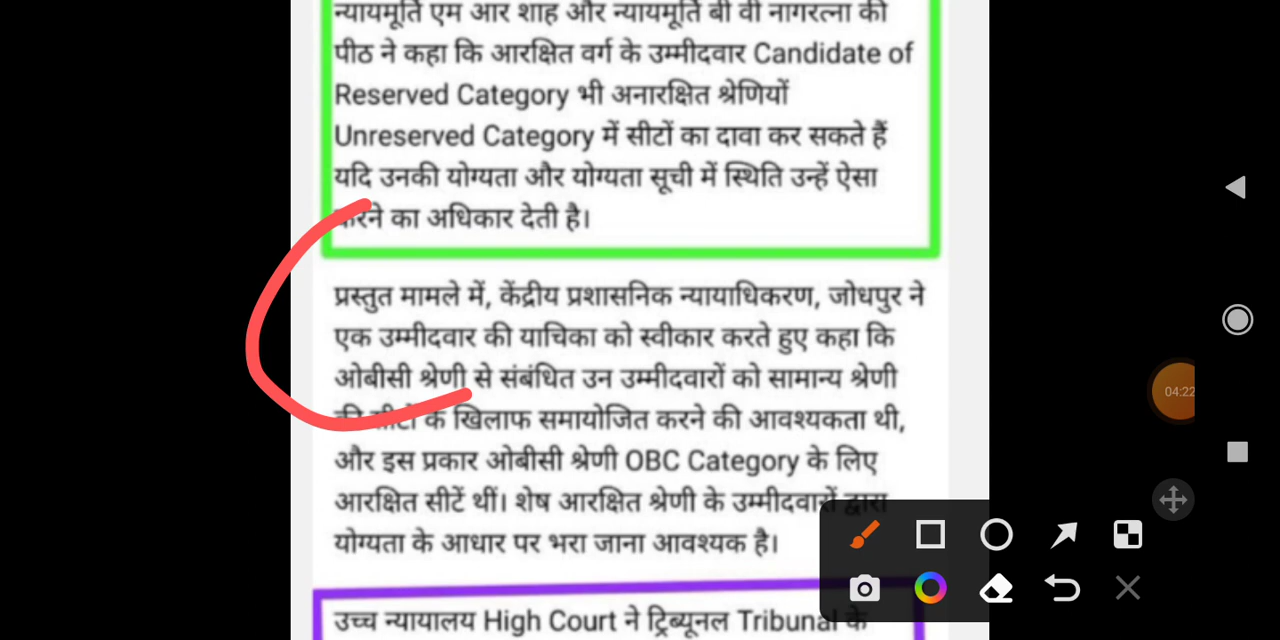 न्यायमूर्ति एम आर शाह और न्यायमूर्ति बी वी नागरत्ना की
पीठ ने कहा कि आरक्षित वर्ग के उम्मीदवार Candidate of
Reserved Category भी अनारक्षित श्रेणियों
Unreserved Category में सीटों का दावा कर सकते हैं
यदि उनकी योग्यता और योग्यता सूची में स्थिति उन्हें ऐसा
करने का अधिकार देती है।
प्रस्तुत मामले में, केंद्रीय प्रशासनिक न्यायाधिकरण, जोधपुर ने
एक उम्मीदवार की याचिका को स्वीकार करते हुए कहा कि
ओबीसी श्रेणी से संबंधित उन उम्मीदवारों को सामान्य श्रेणी
की सीटों के खिलाफ समायोजित करने की आवश्यकता थी,
और इस प्रकार ओबीसी श्रेणी OBC Category के लिए
आरक्षित सीटें थीं। शेष आरक्षित श्रेणी के उम्मीदवारों द्वारा
योग्यता के आधार पर भरा जाना आवश्यक है।
उच्च न्यायालय High Court ने ट्रिब्यूनल Tribunal के
04:22